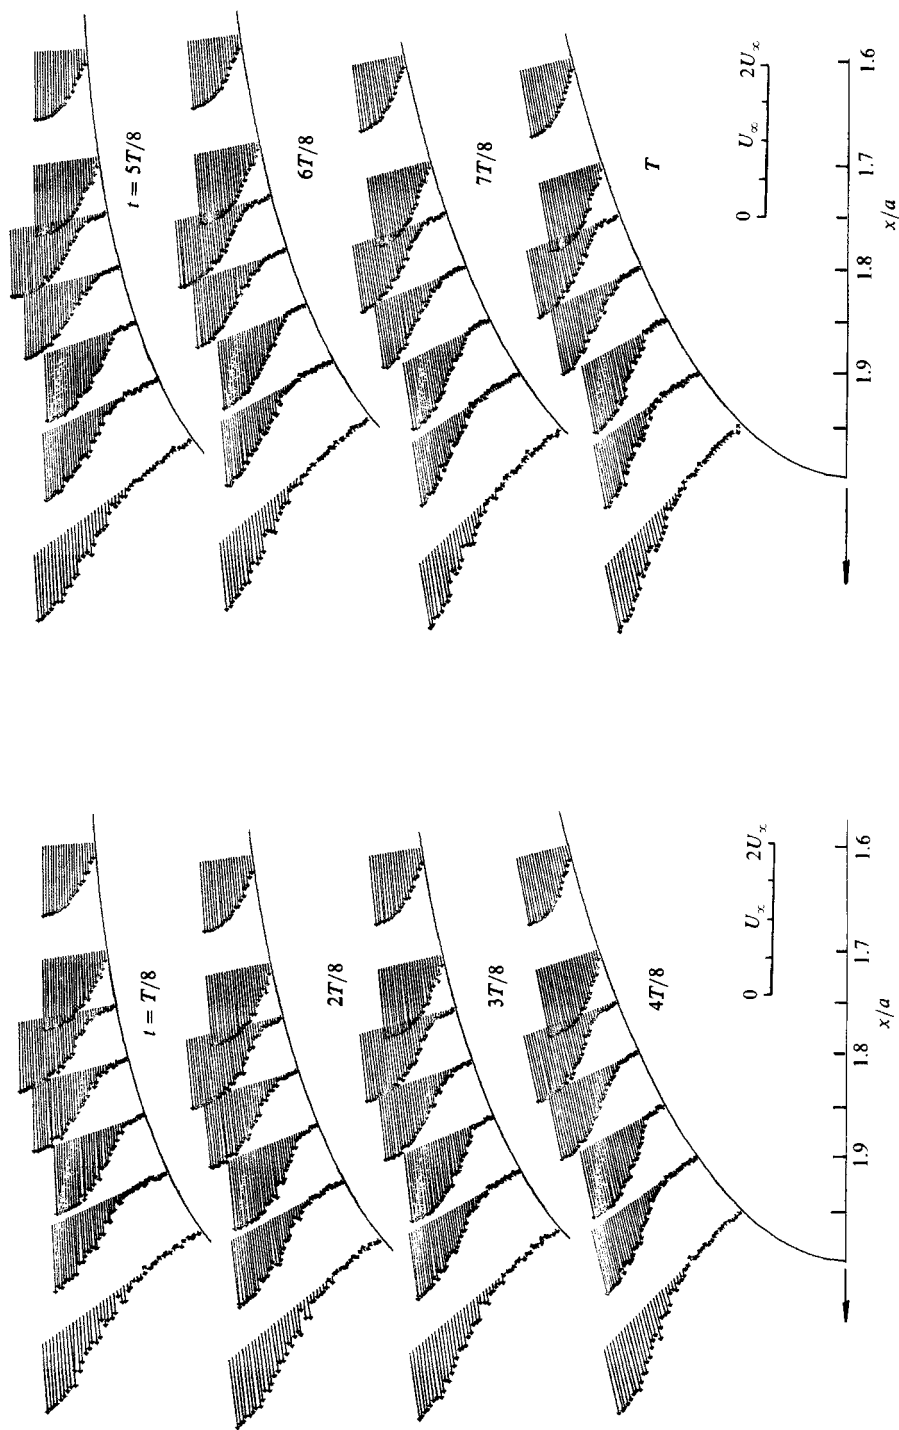 t = T/8
2T/8
3T/8
4T/8
0 U∞ 2U∞
1.9 1.8 1.7 1.6
x/a
t = 5T/8
6T/8
7T/8
T
0 U∞ 2U∞
1.9 1.8 1.7 1.6
x/a